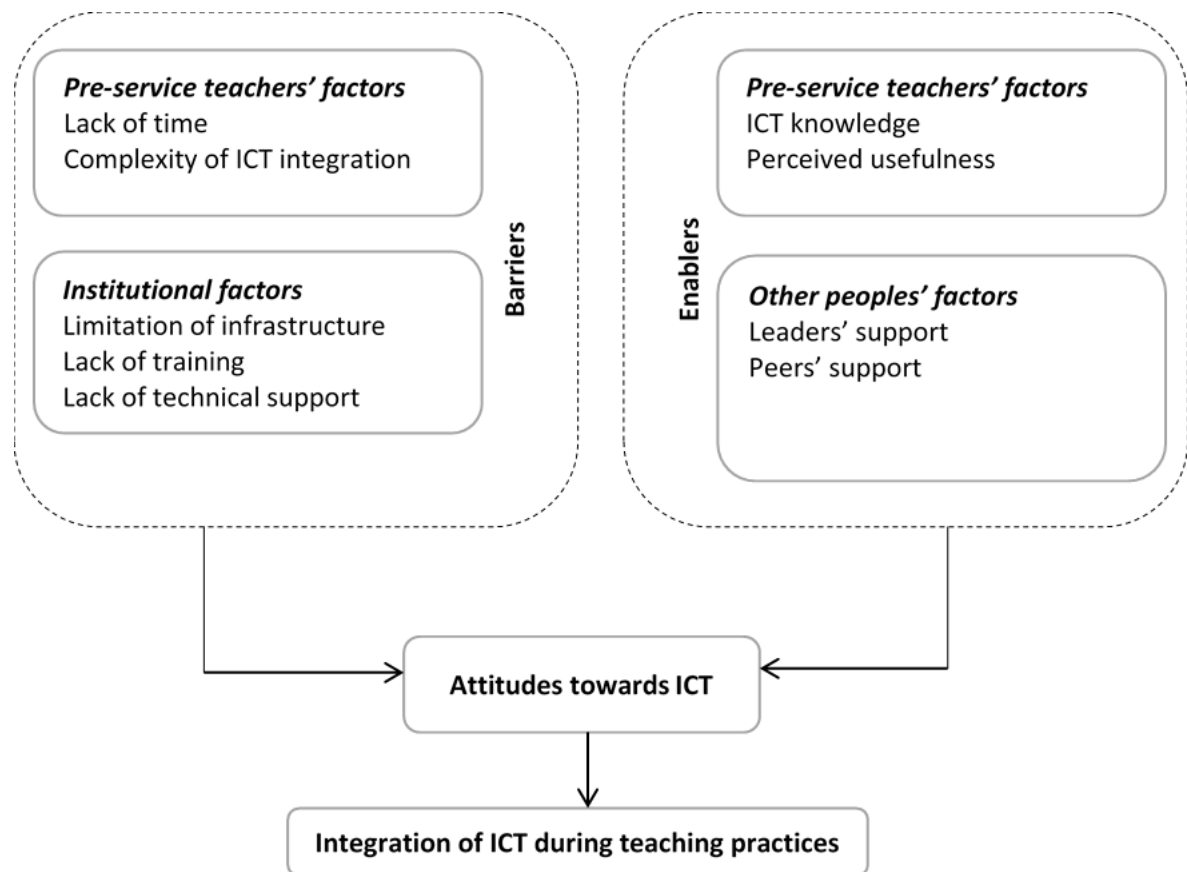 Pre-service teachers’ factors
Lack of time
Complexity of ICT integration
Institutional factors
Limitation of infrastructure
Lack of training
Lack of technical support
Barriers
Enablers
Pre-service teachers’ factors
ICT knowledge
Perceived usefulness
Other peoples’ factors
Leaders’ support
Peers’ support
Attitudes towards ICT
Integration of ICT during teaching practices